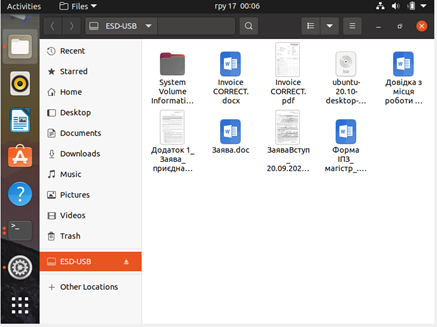 Activities Files гру 17 00:06
ESD-USB
Recent
Starred
Home
Desktop
Documents
Downloads
Music
Pictures
Videos
Trash
ESD-USB
+ Other Locations
System
Volume
Informati...
Invoice
CORRECT.
docx
Invoice
CORRECT.
pdf
ubuntu-
20.10-
desktop-...
Довідка з
місця
роботи ...
Додаток 1_
Заява_
приєдна...
Заява.doc
ЗаяваВступ
_
20.09.202...
Форма
ІПЗ_
магістр_....